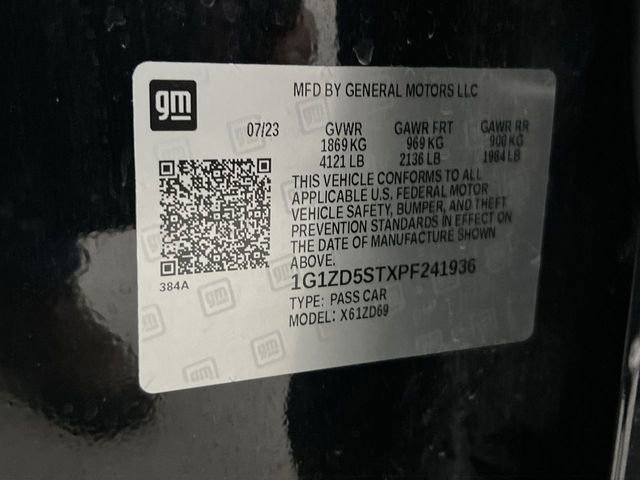 gm
MFD BY GENERAL MOTORS LLC
07/23 GVWR GAWR FRT GAWR RR
1869 KG 969 KG 900 KG
4121 LB 2136 LB 1984 LB
THIS VEHICLE CONFORMS TO ALL
APPLICABLE U.S. FEDERAL MOTOR
VEHICLE SAFETY, BUMPER, AND THEFT
PREVENTION STANDARDS IN EFFECT ON
THE DATE OF MANUFACTURE SHOWN
ABOVE.
384A
1G1ZD5STXPF241936
TYPE: PASS CAR
MODEL: X61ZD69